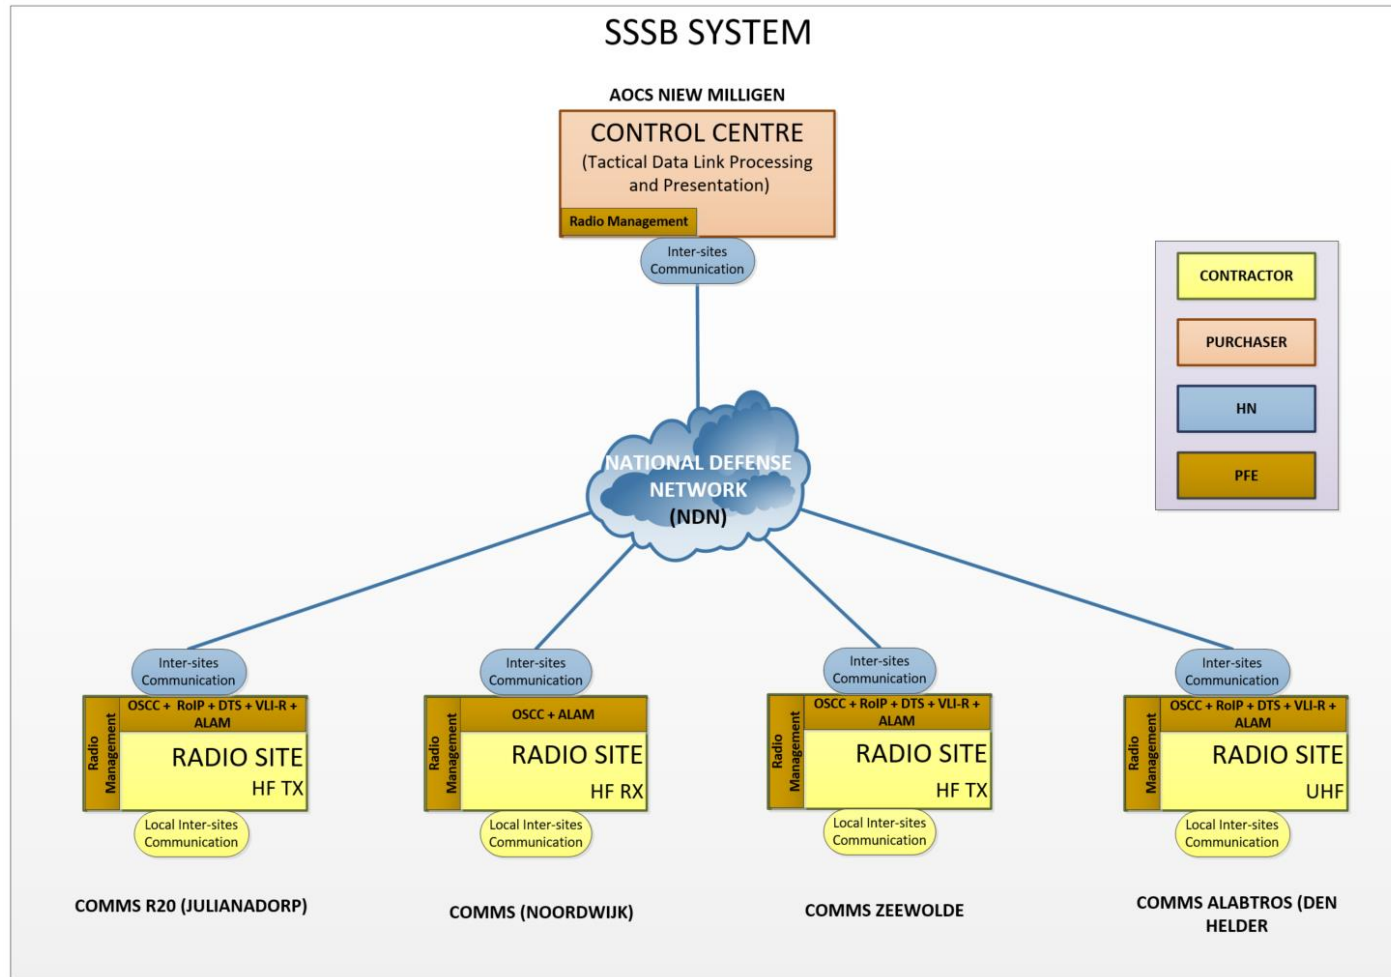 SSSB SYSTEM
AOCS NIEW MILLIGEN
CONTROL CENTRE
(Tactical Data Link Processing
and Presentation)
Radio Management
Inter-sites
Communication
CONTRACTOR
PURCHASER
HN
PFE
NATIONAL DEFENSE
NETWORK
(NDN)
Inter-sites
Communication
Radio
Management
OSCC + RoIP + DTS + VLI-R +
ALAM
RADIO SITE
HF TX
Local Inter-sites
Communication
COMMS R20 (JULIANADORP)
Inter-sites
Communication
Radio
Management
OSCC + ALAM
RADIO SITE
HF RX
Local Inter-sites
Communication
COMMS (NOORDWIJK)
Inter-sites
Communication
Radio
Management
OSCC + RoIP + DTS + VLI-R +
ALAM
RADIO SITE
HF TX
Local Inter-sites
Communication
COMMS ZEEWOLDE
Inter-sites
Communication
Radio
Management
OSCC + RoIP + DTS + VLI-R +
ALAM
RADIO SITE
UHF
Local Inter-sites
Communication
COMMS ALABTROS (DEN
HELDER